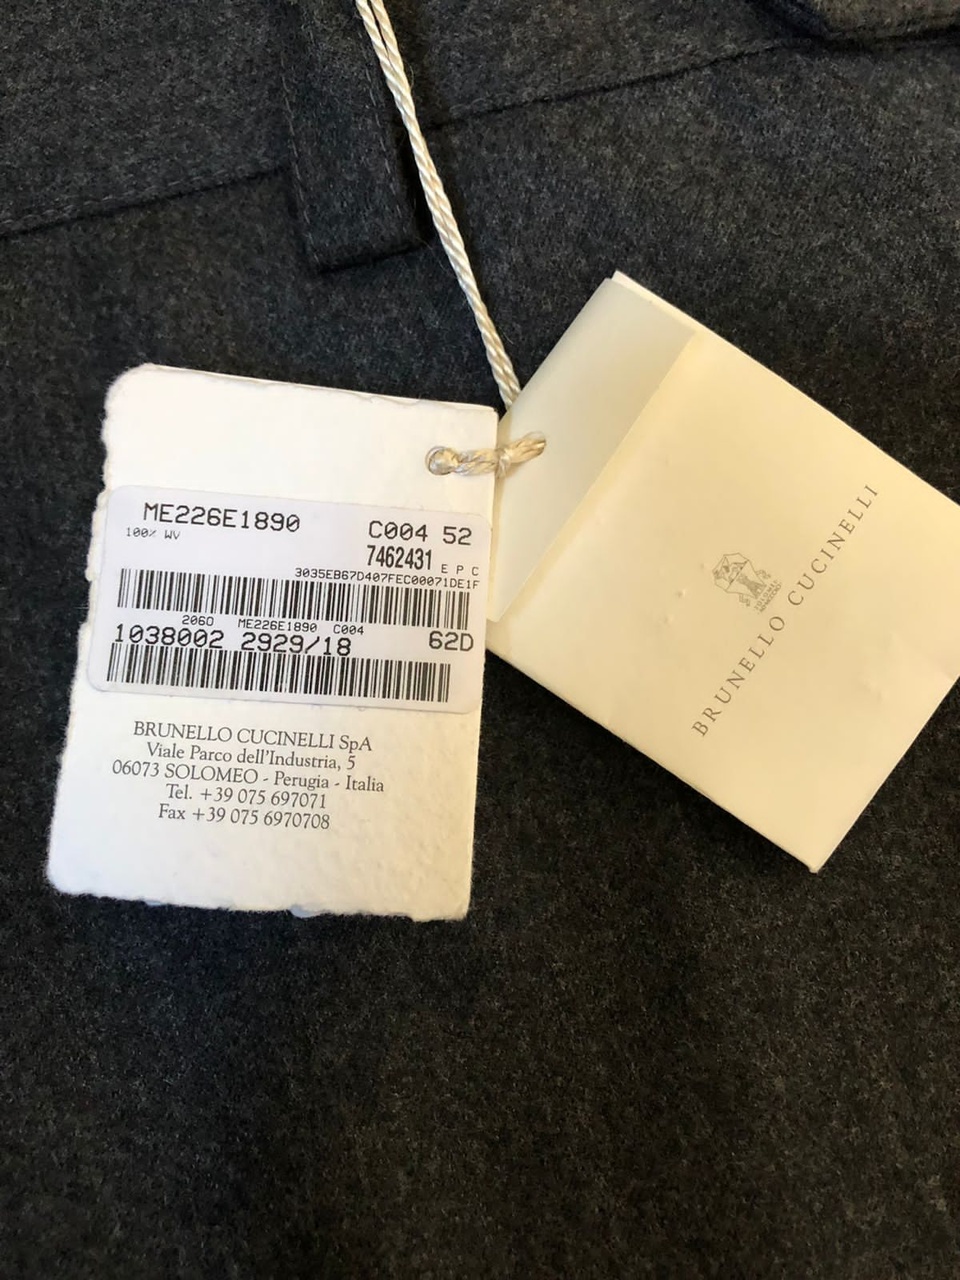 ME226E1890
C004 52
100% WV
7462431 E P C
3035EB67D407FEC00071DE1F
2060 ME226E1890 C004
1038002 2929/18 62D
BRUNELLO CUCINELLI SpA
Viale Parco dell'Industria, 5
06073 SOLOMEO - Perugia - Italia
Tel. +39 075 697071
Fax +39 075 6970708
BRUNELLO CUCINELLI